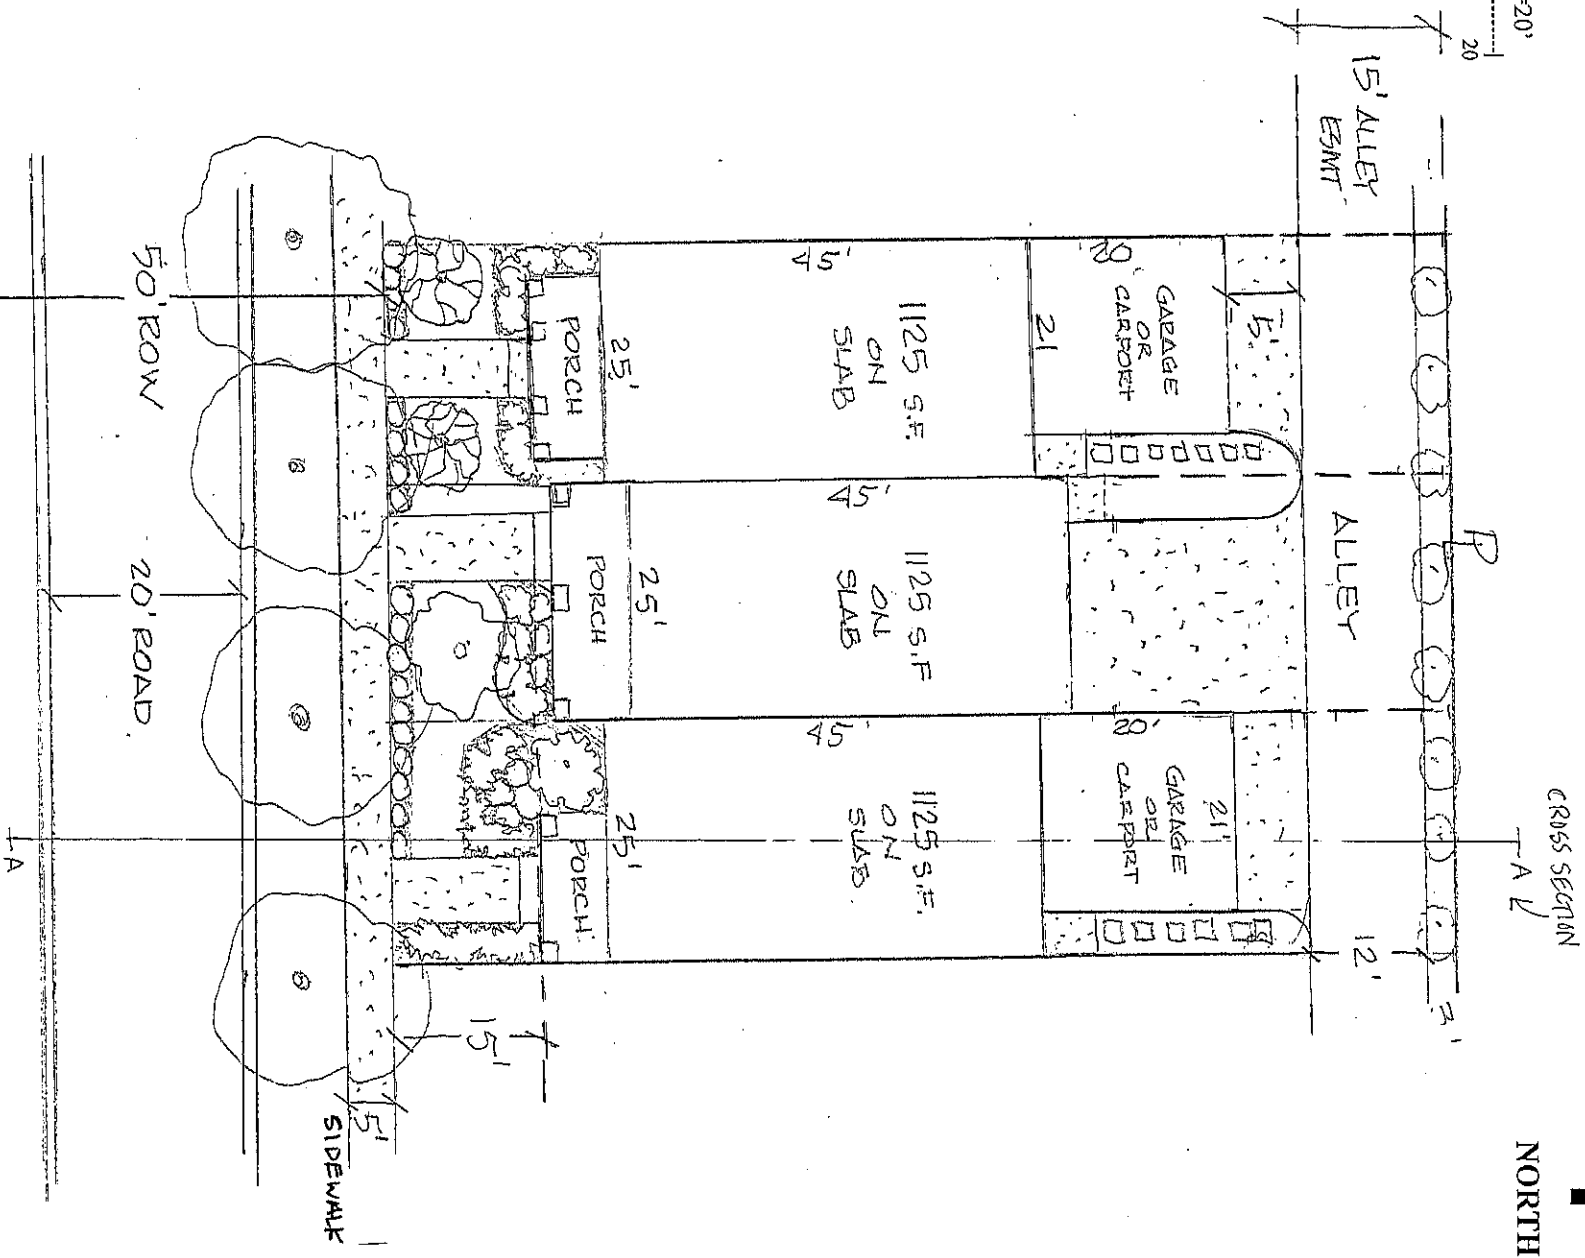 =20'
20
15' ALLEY
ESMT.
CROSS SECTION
A
NORTH
ALLEY
12'
3'
5'
20'
GARAGE
OR
CARPORT
21
20'
21'
GARAGE
OR
CARPORT
45'
1125 S.F.
ON
SLAB
45'
1125 S.F
ON
SLAB
45'
1125 S.F.
ON
SLAB.
25'
PORCH
25'
PORCH
25'
PORCH
15'
5'
SIDEWALK
50' ROW
20' ROAD.
A